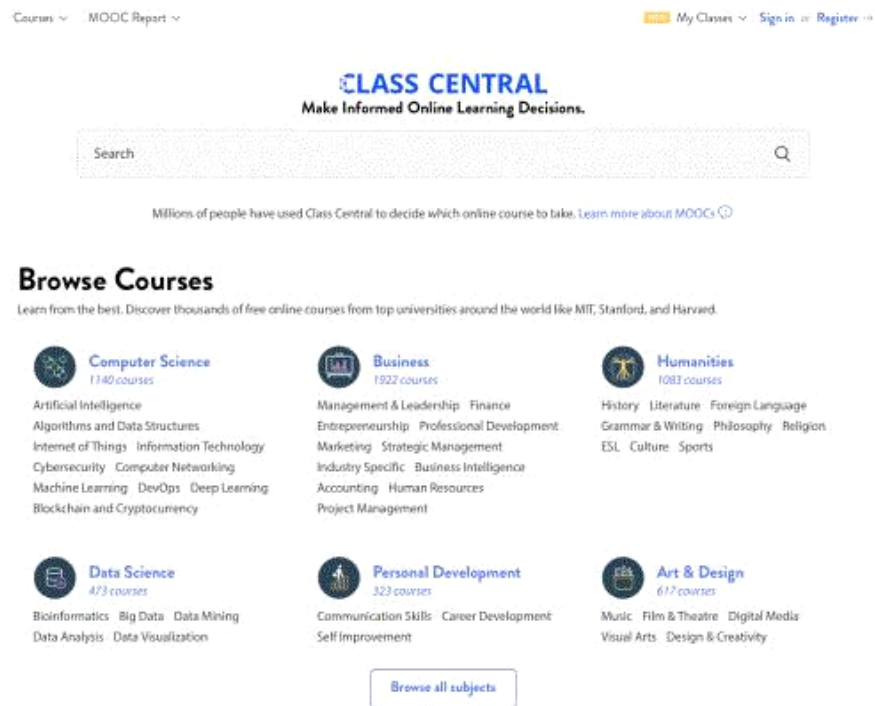 Courses MOOC Report NEW My Classes Sign in or Register
CLASS CENTRAL
Make Informed Online Learning Decisions.
Search
Millions of people have used Class Central to decide which online course to take. Learn more about MOOCs
Browse Courses
Learn from the best. Discover thousands of free online courses from top universities around the world like MIT, Stanford, and Harvard.
Computer Science
1140 courses
Artificial Intelligence
Algorithms and Data Structures
Internet of Things Information Technology
Cybersecurity Computer Networking
Machine Learning DevOps Deep Learning
Blockchain and Cryptocurrency
Business
1922 courses
Management & Leadership Finance
Entrepreneurship Professional Development
Marketing Strategic Management
Industry Specific Business Intelligence
Accounting Human Resources
Project Management
Humanities
1083 courses
History Literature Foreign Language
Grammar & Writing Philosophy Religion
ESL Culture Sports
Data Science
473 courses
Bioinformatics Big Data Data Mining
Data Analysis Data Visualization
Personal Development
323 courses
Communication Skills Career Development
Self Improvement
Art & Design
617 courses
Music Film & Theatre Digital Media
Visual Arts Design & Creativity
Browse all subjects